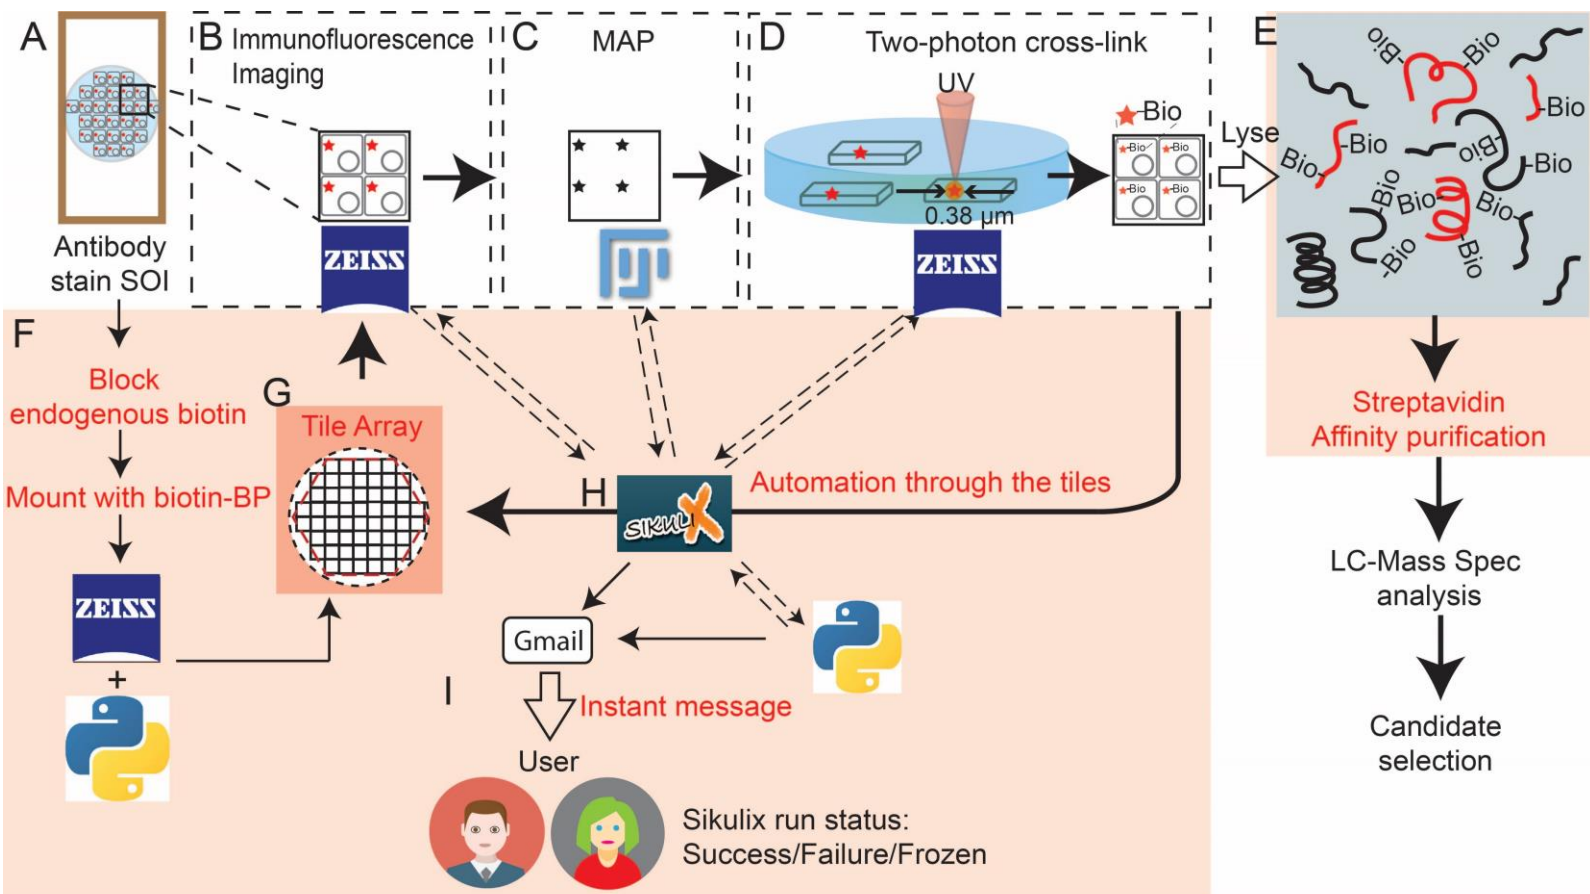 A
Antibody
stain SOI
B
Immunofluorescence
Imaging
ZEISS
C
MAP
D
Two-photon cross-link
UV
0.38 µm
ZEISS
-Bio
-Bio
-Bio
-Bio
-Bio
Lyse
E
-Bio
-Bio
-Bio
-Bio
Bio-
-Bio
-Bio
-Bio
Bio-
Bio-
-Bio
-Bio
F
Block
endogenous biotin
Mount with biotin-BP
ZEISS
+
G
Tile Array
H
SIKULI X
Automation through the tiles
Gmail
I
Instant message
User
Sikulix run status:
Success/Failure/Frozen
Streptavidin
Affinity purification
LC-Mass Spec
analysis
Candidate
selection